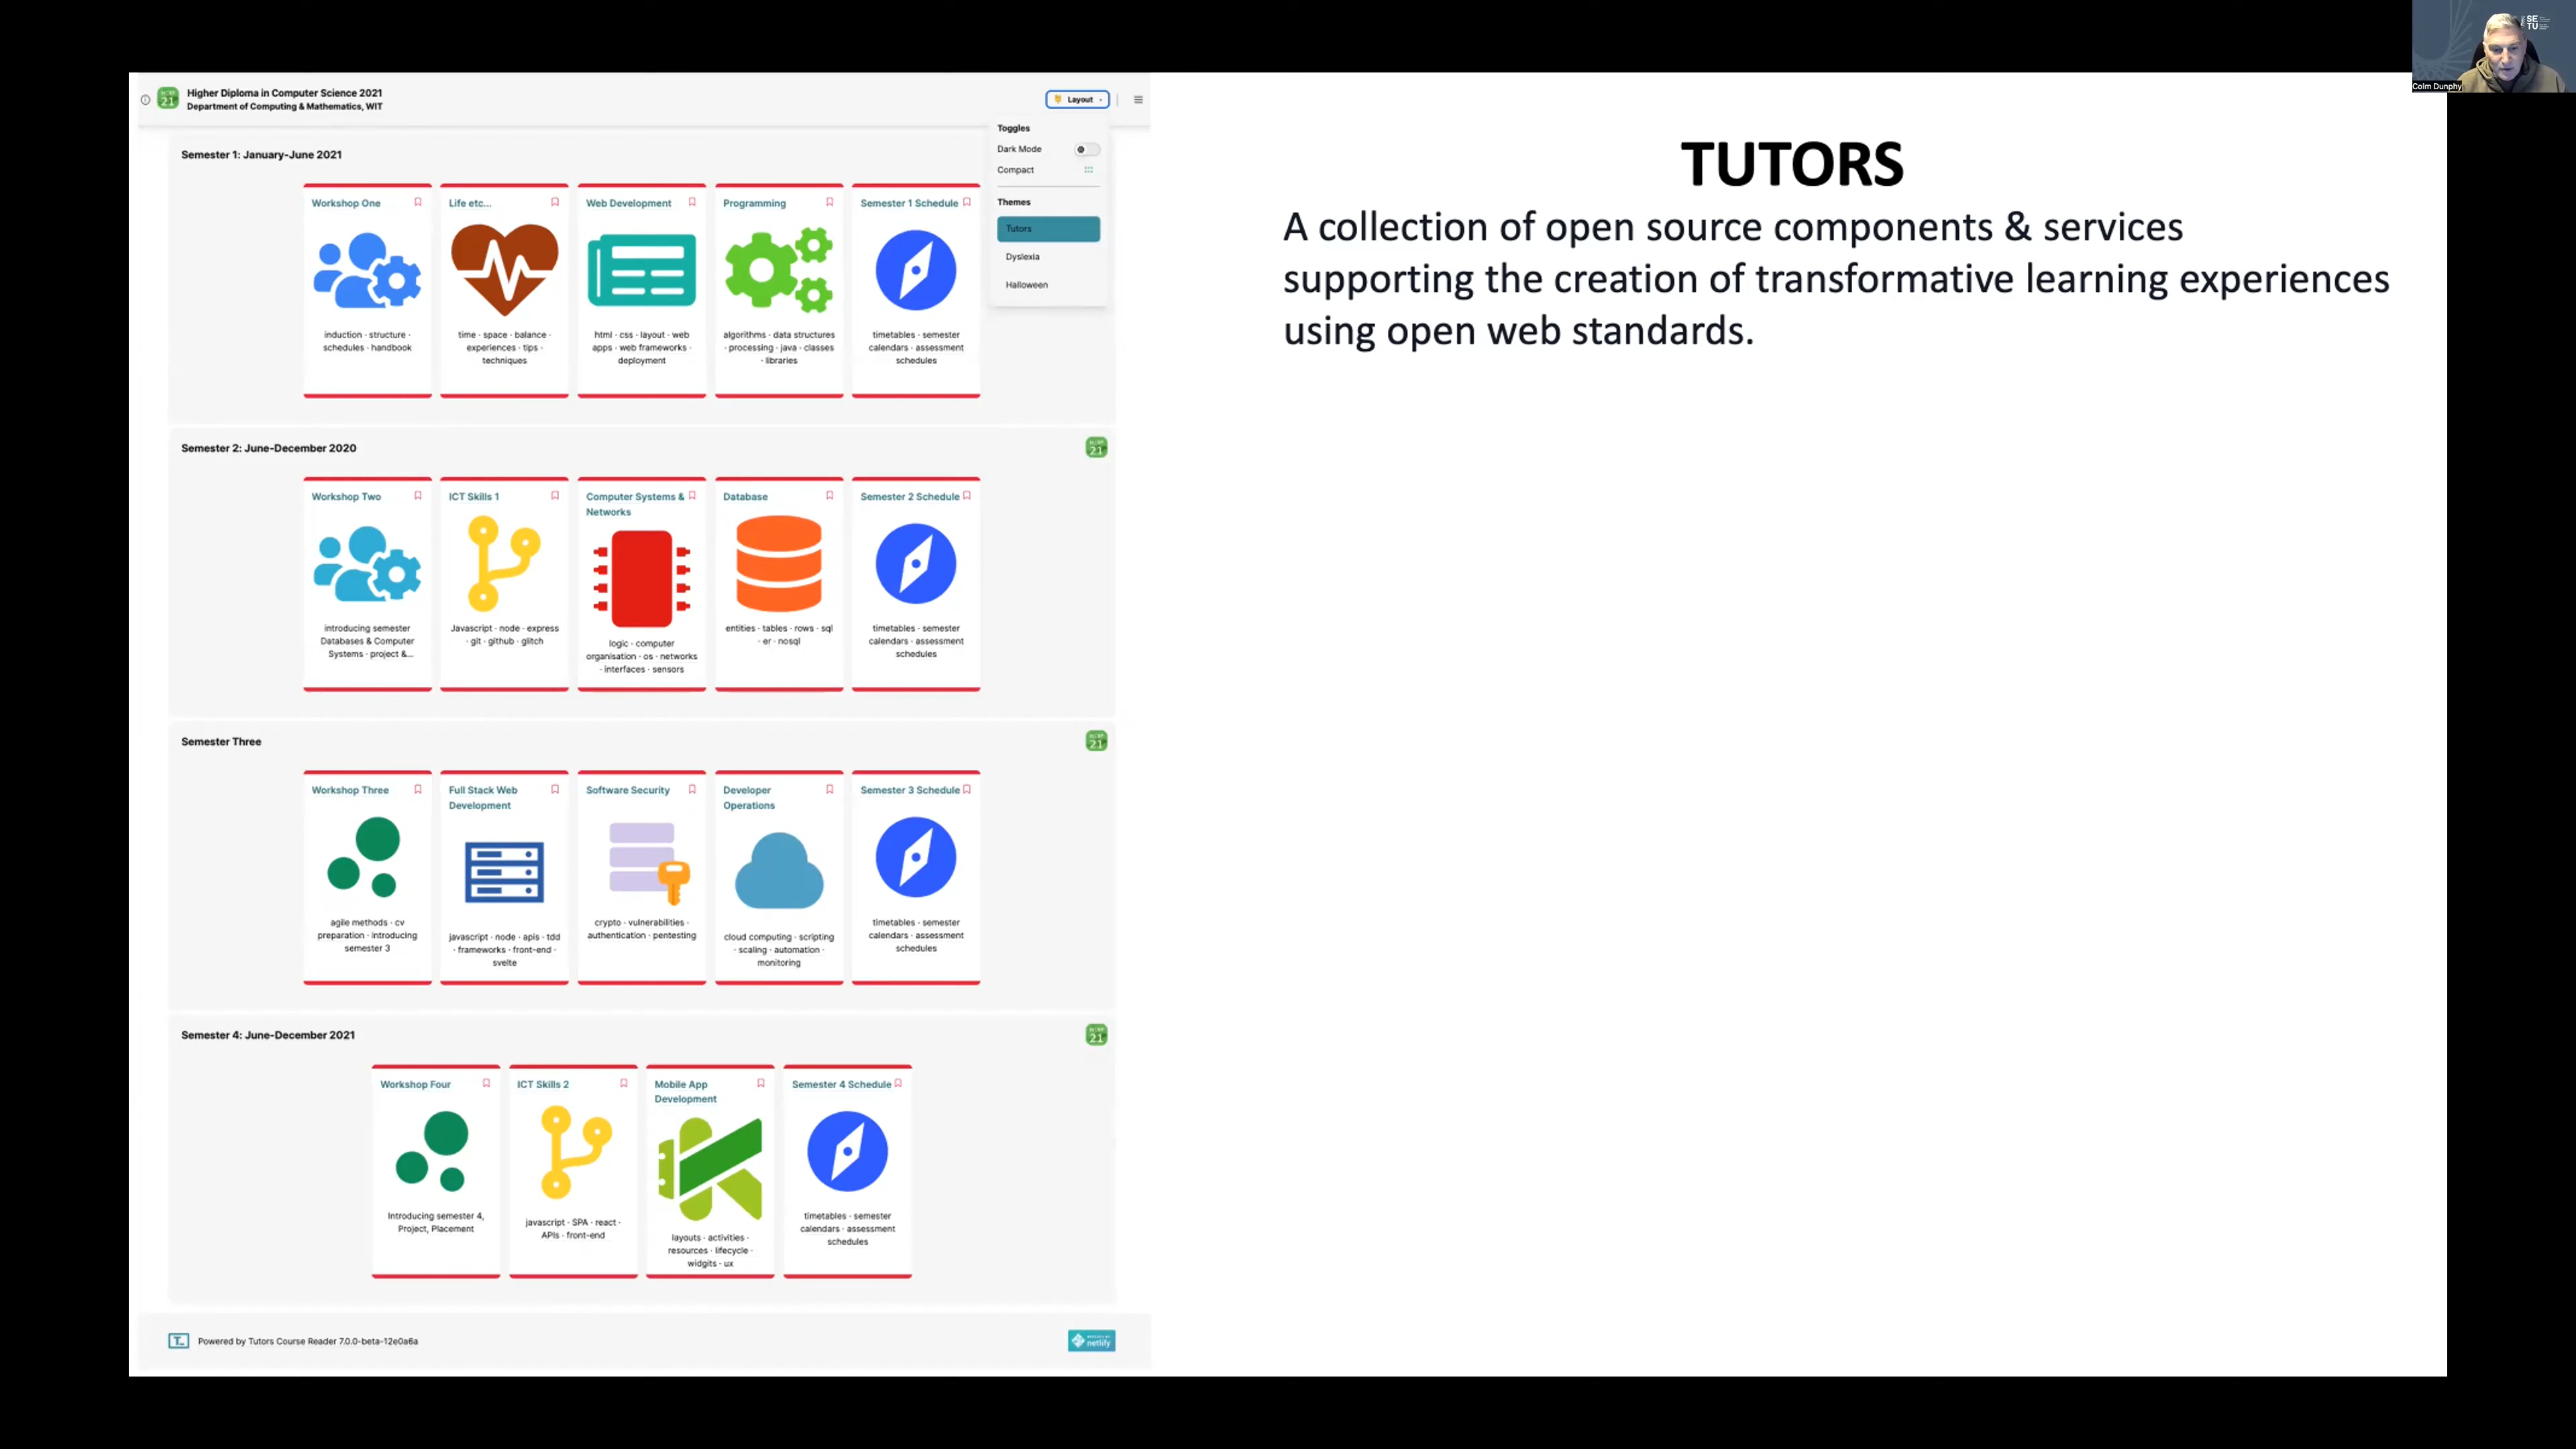 Higher Diploma in Computer Science 2021
Department of Computing & Mathematics, WIT
21
Layout
Toggles
Dark Mode
Compact
Themes
Tutors
Dyslexia
Halloween
Semester 1: January-June 2021
Workshop One
induction · structure ·
schedules · handbook
Life etc...
time · space · balance ·
experiences · tips ·
techniques
Web Development
html · css · layout · web
apps · web frameworks ·
deployment
Programming
algorithms · data structures
· processing · java · classes
· libraries
Semester 1 Schedule
timetables · semester
calendars · assessment
schedules
Semester 2: June-December 2020
21
Workshop Two
introducing semester
Databases & Computer
Systems · project &...
ICT Skills 1
Javascript · node · express
· git · github · glitch
Computer Systems &
Networks
logic · computer
organisation · os · networks
· interfaces · sensors
Database
entities · tables · rows · sql
· er · nosql
Semester 2 Schedule
timetables · semester
calendars · assessment
schedules
Semester Three
21
Workshop Three
agile methods · cv
preparation · introducing
semester 3
Full Stack Web
Development
javascript · node · apis · tdd
· frameworks · front-end ·
svelte
Software Security
crypto · vulnerabilities ·
authentication · pentesting
Developer
Operations
cloud computing · scripting
· scaling · automation ·
monitoring
Semester 3 Schedule
timetables · semester
calendars · assessment
schedules
Semester 4: June-December 2021
21
Workshop Four
Introducing semester 4,
Project, Placement
ICT Skills 2
javascript · SPA · react ·
APIs · front-end
Mobile App
Development
layouts · activities ·
resources · lifecycle ·
widgits · ux
Semester 4 Schedule
timetables · semester
calendars · assessment
schedules
Powered by Tutors Course Reader 7.0.0-beta-12e0a6a
netlify
TUTORS
A collection of open source components & services
supporting the creation of transformative learning experiences
using open web standards.
SE
TU
Colm Dunphy